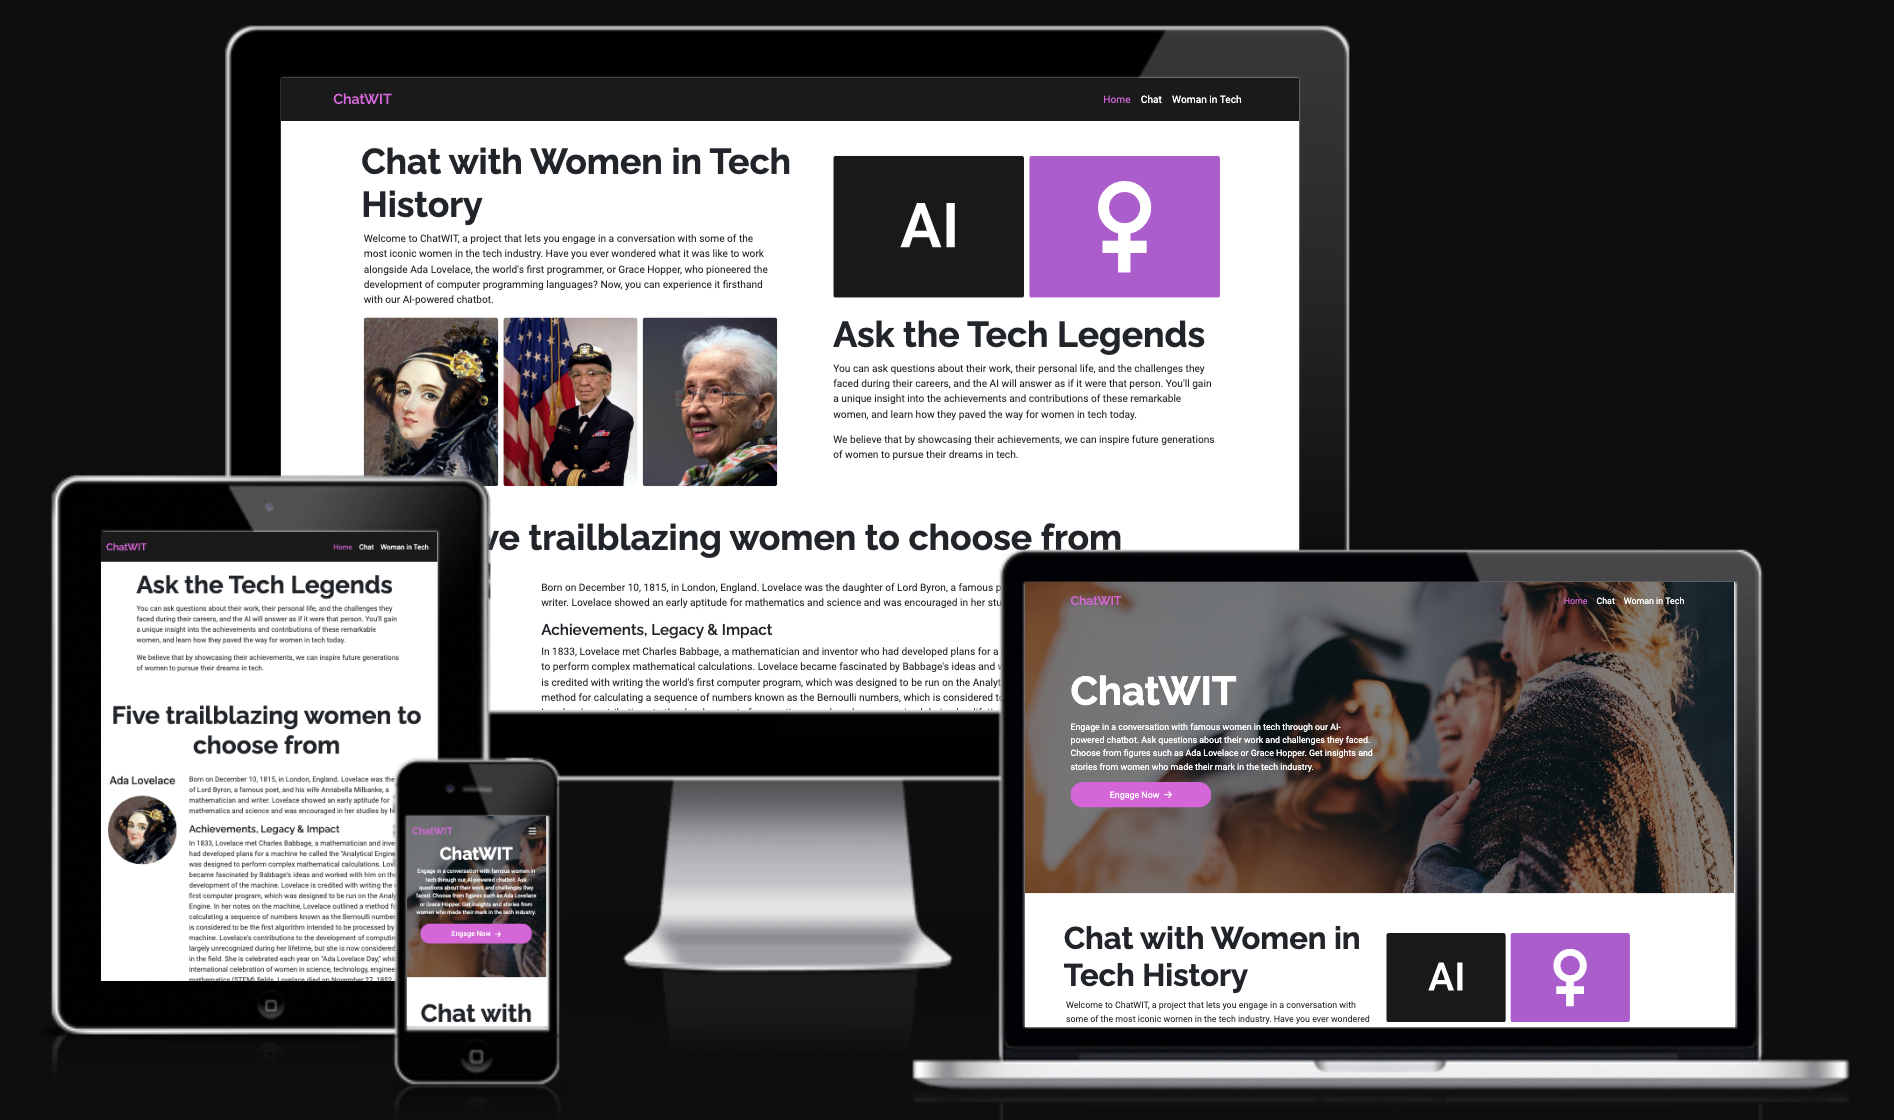 ChatWIT
Home Chat Woman in Tech
Chat with Women in Tech
History
Welcome to ChatWIT, a project that lets you engage in a conversation with some of the
most iconic women in the tech industry. Have you ever wondered what it was like to work
alongside Ada Lovelace, the world's first programmer, or Grace Hopper, who pioneered the
development of computer programming languages? Now, you can experience it firsthand
with our AI-powered chatbot.
AI
Ask the Tech Legends
You can ask questions about their work, their personal life, and the challenges they
faced during their careers, and the AI will answer as if it were that person. You'll gain
a unique insight into the achievements and contributions of these remarkable
women, and learn how they paved the way for women in tech today.
We believe that by showcasing their achievements, we can inspire future generations
of women to pursue their dreams in tech.
ve trailblazing women to choose from
Born on December 10, 1815, in London, England. Lovelace was the daughter of Lord Byron, a famous p
writer. Lovelace showed an early aptitude for mathematics and science and was encouraged in her stu
Achievements, Legacy & Impact
In 1833, Lovelace met Charles Babbage, a mathematician and inventor who had developed plans for a
to perform complex mathematical calculations. Lovelace became fascinated by Babbage's ideas and w
is credited with writing the world's first computer program, which was designed to be run on the Analyt
method for calculating a sequence of numbers known as the Bernoulli numbers, which is considered to
ChatWIT
Home Chat Woman in Tech
Ask the Tech Legends
You can ask questions about their work, their personal life, and the challenges they
faced during their careers, and the AI will answer as if it were that person. You'll gain
a unique insight into the achievements and contributions of these remarkable
women, and learn how they paved the way for women in tech today.
We believe that by showcasing their achievements, we can inspire future generations
of women to pursue their dreams in tech.
Five trailblazing women to
choose from
Ada Lovelace
Born on December 10, 1815, in London, England. Lovelace was the
of Lord Byron, a famous poet, and his wife Annabella Milbanke, a
mathematician and writer. Lovelace showed an early aptitude for
mathematics and science and was encouraged in her studies by h
Achievements, Legacy & Impact
In 1833, Lovelace met Charles Babbage, a mathematician and inve
had developed plans for a machine he called the "Analytical Engine
was designed to perform complex mathematical calculations. Lov
became fascinated by Babbage's ideas and worked with him on the
development of the machine. Lovelace is credited with writing the
first computer program, which was designed to be run on the Analy
Engine. In her notes on the machine, Lovelace outlined a method f
calculating a sequence of numbers known as the Bernoulli number
is considered to be the first algorithm intended to be processed by
machine. Lovelace's contributions to the development of computin
largely unrecognized during her lifetime, but she is now considered
in the field. She is celebrated each year on "Ada Lovelace Day," whic
international celebration of women in science, technology, enginee
mathematics (STEM) fields. Lovelace died on November 27, 1852
ChatWIT
ChatWIT
Engage in a conversation with famous women in
tech through our AI-powered chatbot. Ask
questions about their work and challenges they
faced. Choose from figures such as Ada Lovelace
or Grace Hopper. Get insights and stories from
women who made their mark in the tech industry.
Engage Now
Chat with
ChatWIT
Home Chat Woman in Tech
ChatWIT
Engage in a conversation with famous women in tech through our AI-
powered chatbot. Ask questions about their work and challenges they faced.
Choose from figures such as Ada Lovelace or Grace Hopper. Get insights and
stories from women who made their mark in the tech industry.
Engage Now
Chat with Women in
Tech History
Welcome to ChatWIT, a project that lets you engage in a conversation with
some of the most iconic women in the tech industry. Have you ever wondered
AI